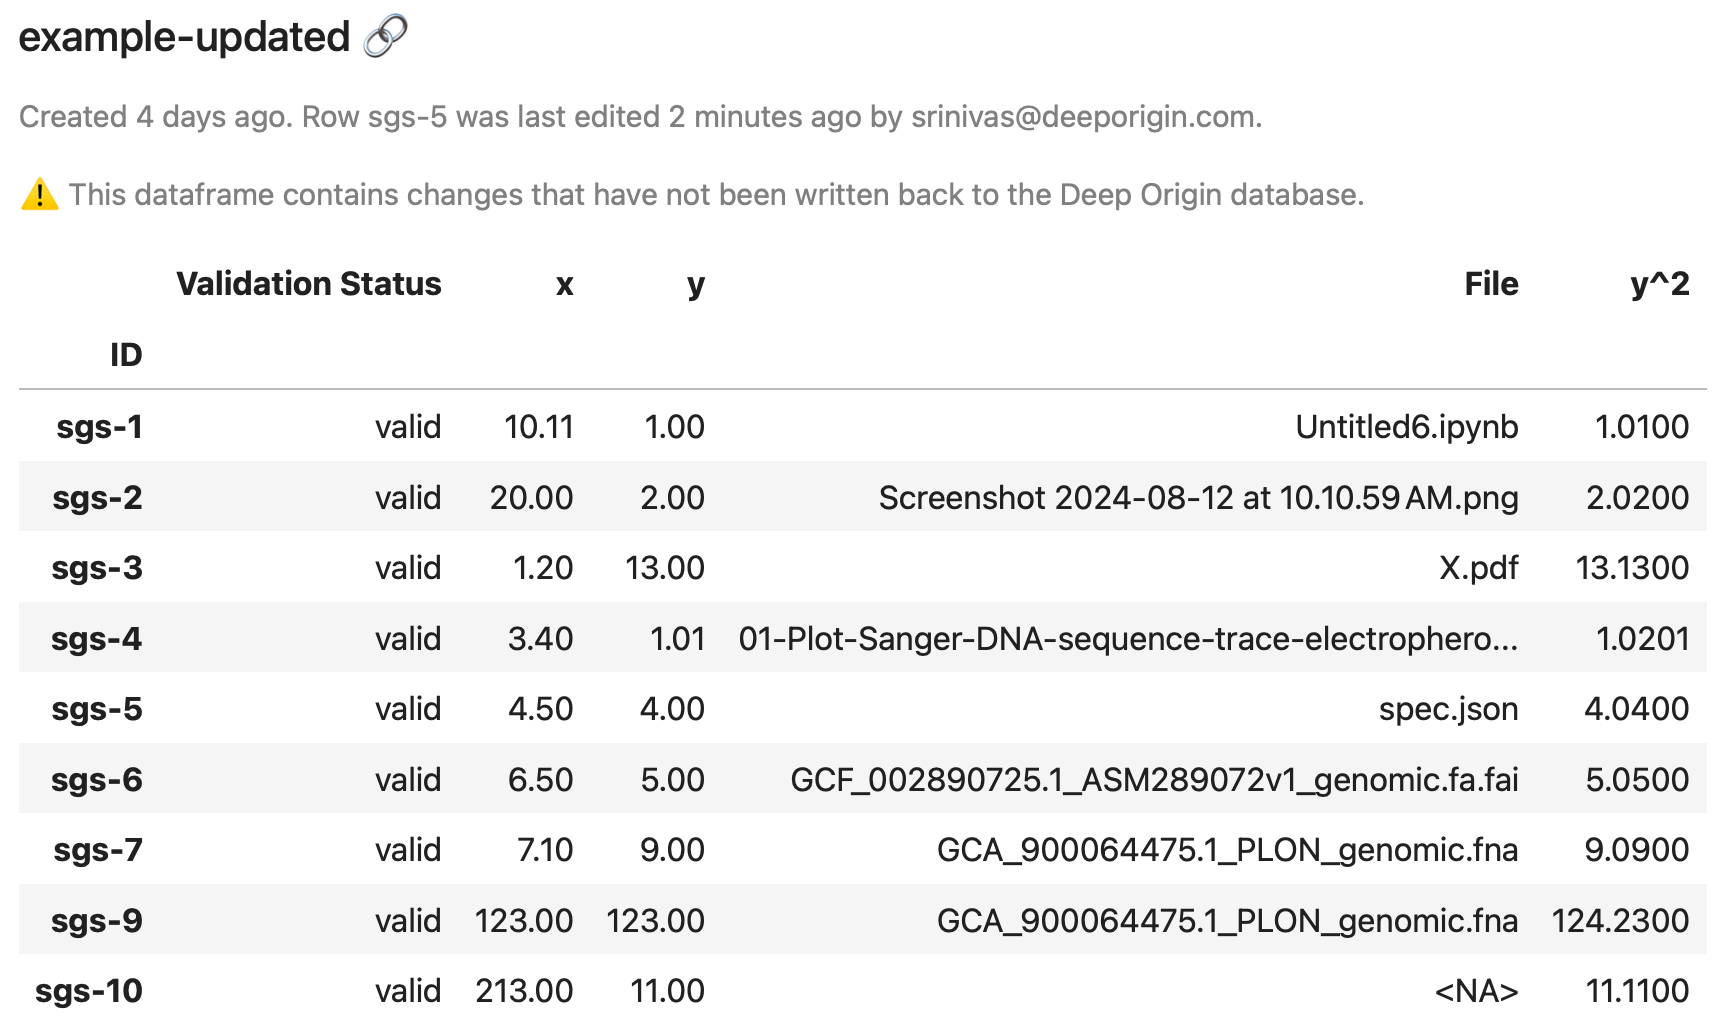 example-updated 🔗
Created 4 days ago. Row sgs-5 was last edited 2 minutes ago by srinivas@deeporigin.com.
⚠️ This dataframe contains changes that have not been written back to the Deep Origin database.
Validation Status x y File y^2
ID
sgs-1 valid 10.11 1.00 Untitled6.ipynb 1.0100
sgs-2 valid 20.00 2.00 Screenshot 2024-08-12 at 10.10.59 AM.png 2.0200
sgs-3 valid 1.20 13.00 X.pdf 13.1300
sgs-4 valid 3.40 1.01 01-Plot-Sanger-DNA-sequence-trace-electrophero... 1.0201
sgs-5 valid 4.50 4.00 spec.json 4.0400
sgs-6 valid 6.50 5.00 GCF_002890725.1_ASM289072v1_genomic.fa.fai 5.0500
sgs-7 valid 7.10 9.00 GCA_900064475.1_PLON_genomic.fna 9.0900
sgs-9 valid 123.00 123.00 GCA_900064475.1_PLON_genomic.fna 124.2300
sgs-10 valid 213.00 11.00 <NA> 11.1100